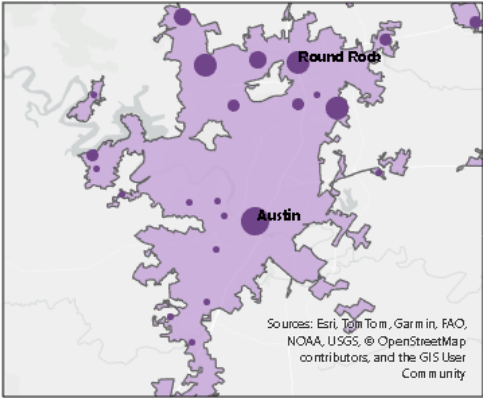 Round Rock
Austin
Sources: Esri, TomTom, Garmin, FAO,
NOAA, USGS, © OpenStreetMap
contributors, and the GIS User
Community